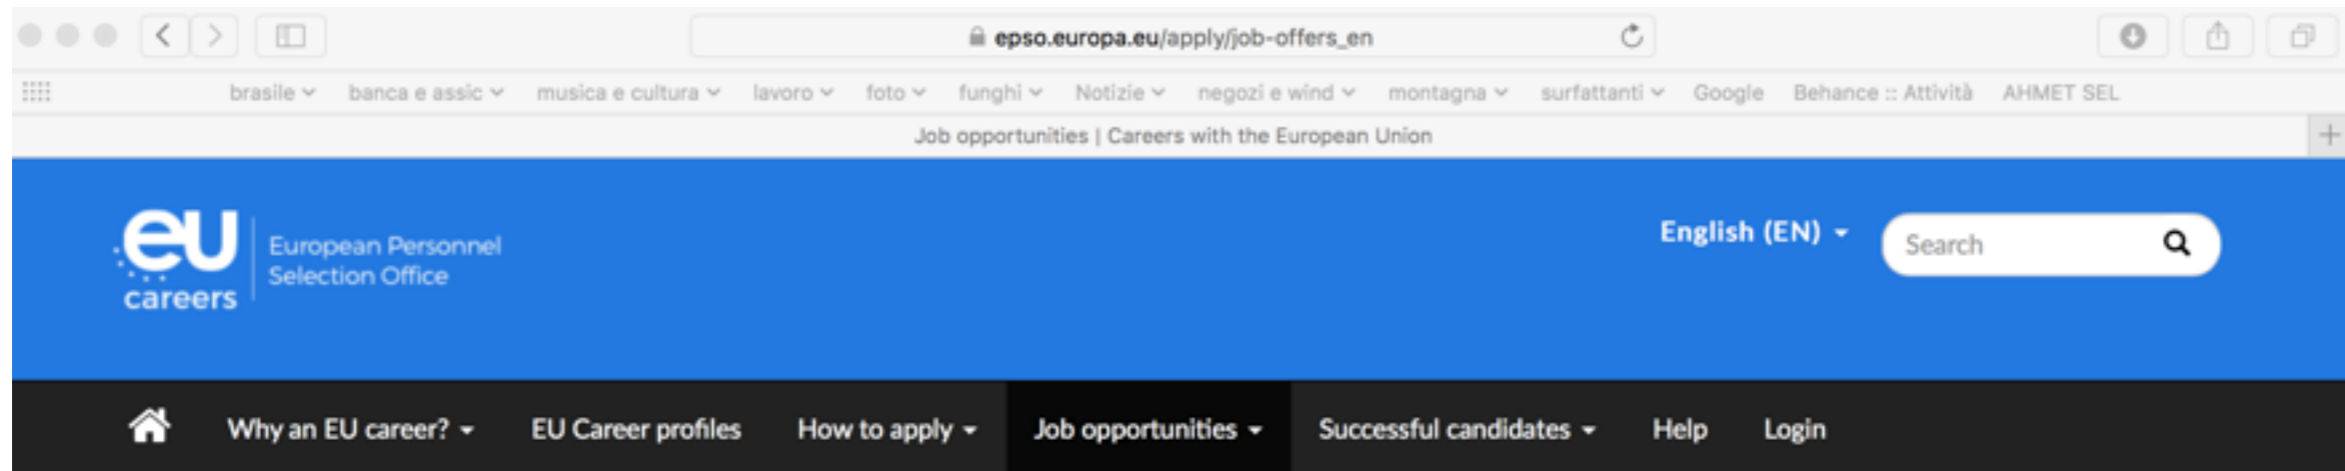 epso.europa.eu/apply/job-offers_en
brasile banca e assic musica e cultura lavoro foto funghi Notizie negozi e wind montagna surfattanti Google Behance :: Attività AHMET SEL
Job opportunities | Careers with the European Union
eu careers
European Personnel
Selection Office
English (EN)
Search
Why an EU career? EU Career profiles How to apply Job opportunities Successful candidates Help Login